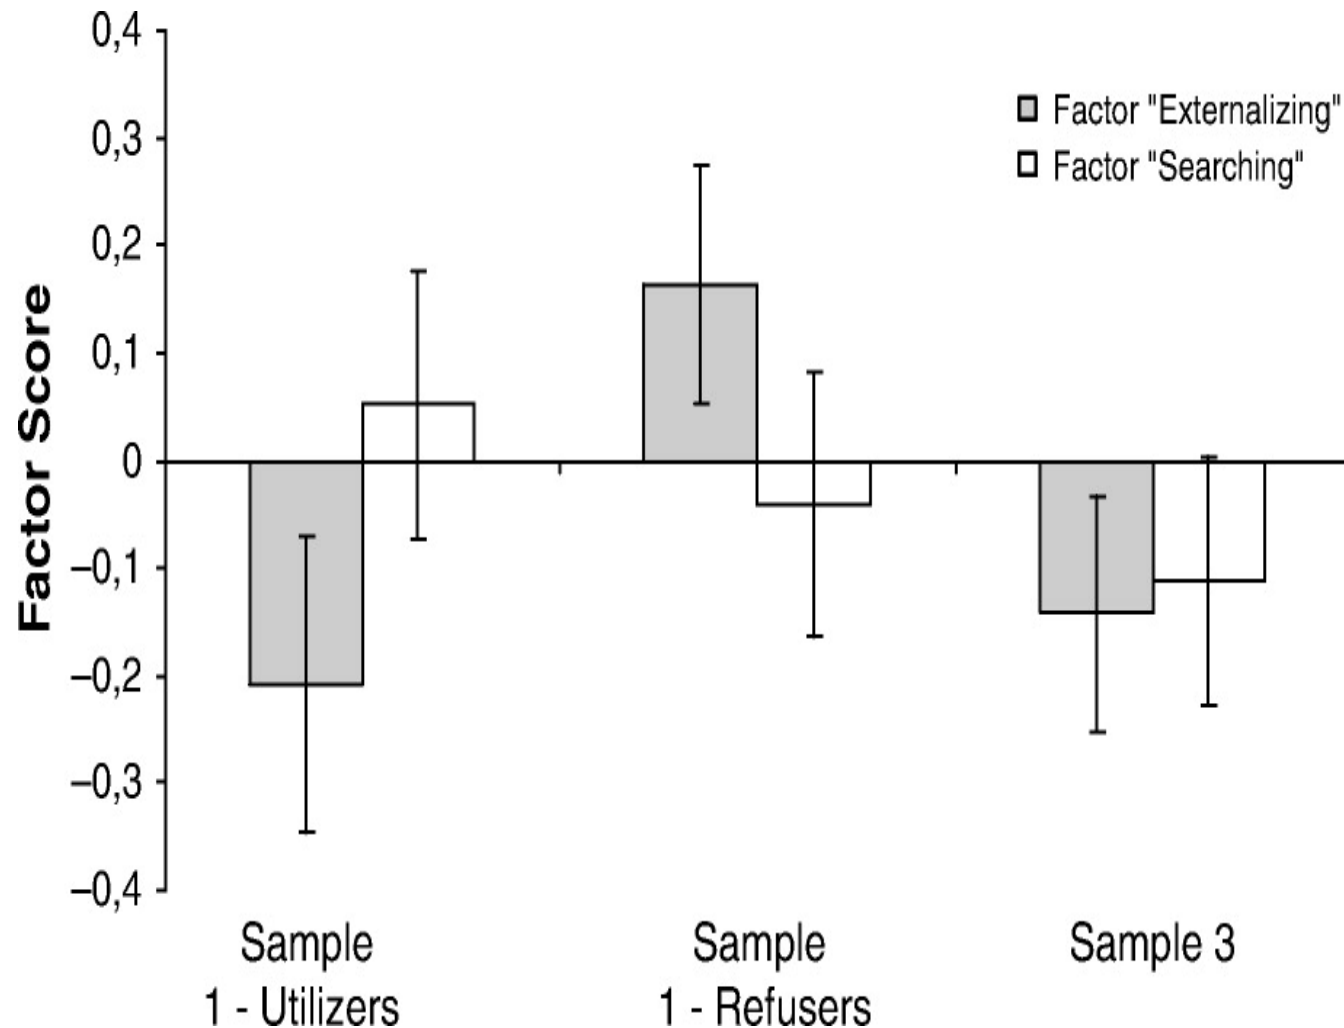 0,4
0,3
0,2
0,1
0
–0,1
–0,2
–0,3
–0,4
Factor Score
Factor "Externalizing"
Factor "Searching"
Sample
1 - Utilizers
Sample
1 - Refusers
Sample 3